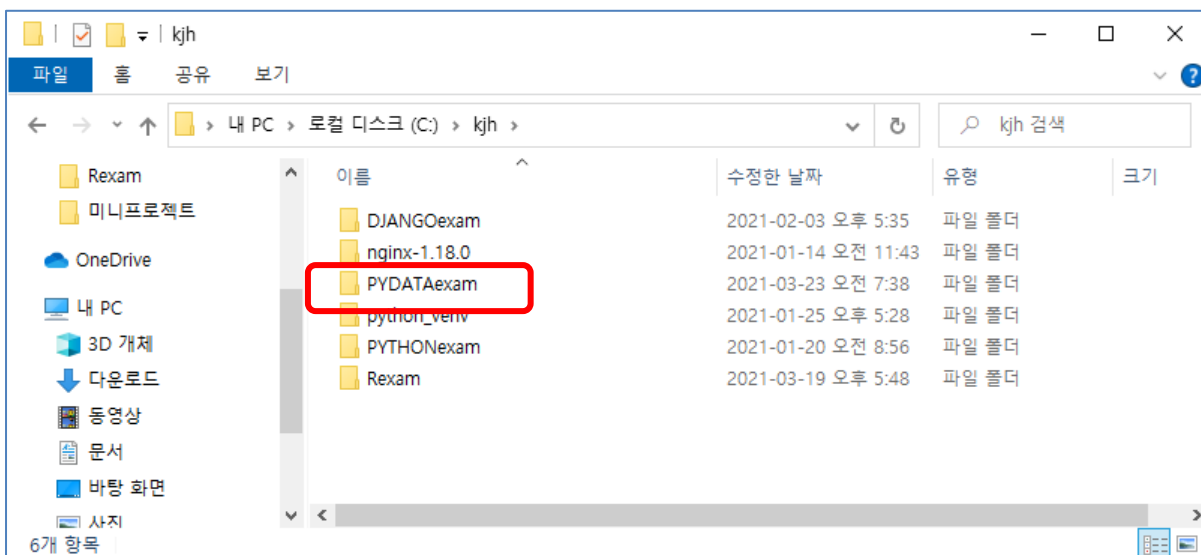 kjh
파일 홈 공유 보기
내 PC > 로컬 디스크 (C:) > kjh >
kjh 검색
이름 수정한 날짜 유형 크기
Rexam
미니프로젝트
OneDrive
내 PC
3D 개체
다운로드
동영상
문서
바탕 화면
사진
DJANGOexam 2021-02-03 오후 5:35 파일 폴더
nginx-1.18.0 2021-01-14 오전 11:43 파일 폴더
PYDATAexam 2021-03-23 오전 7:38 파일 폴더
python_venv 2021-01-25 오후 5:28 파일 폴더
PYTHONexam 2021-01-20 오전 8:56 파일 폴더
Rexam 2021-03-19 오후 5:48 파일 폴더
6개 항목